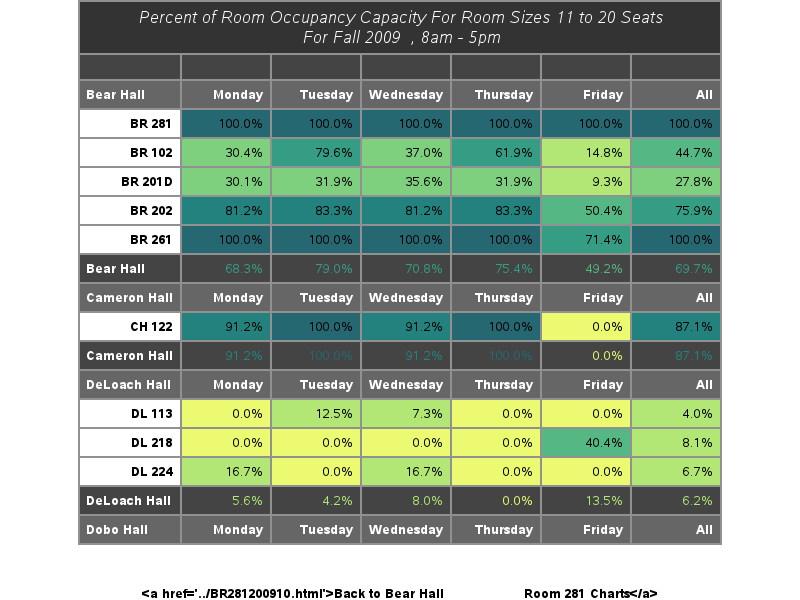 Percent of Room Occupancy Capacity For Room Sizes 11 to 20 Seats
For Fall 2009 , 8am - 5pm
Bear Hall Monday Tuesday Wednesday Thursday Friday All
BR 281 100.0% 100.0% 100.0% 100.0% 100.0% 100.0%
BR 102 30.4% 79.6% 37.0% 61.9% 14.8% 44.7%
BR 201D 30.1% 31.9% 35.6% 31.9% 9.3% 27.8%
BR 202 81.2% 83.3% 81.2% 83.3% 50.4% 75.9%
BR 261 100.0% 100.0% 100.0% 100.0% 71.4% 100.0%
Bear Hall 68.3% 79.0% 70.8% 75.4% 49.2% 69.7%
Cameron Hall Monday Tuesday Wednesday Thursday Friday All
CH 122 91.2% 100.0% 91.2% 100.0% 0.0% 87.1%
Cameron Hall 91.2% 100.0% 91.2% 100.0% 0.0% 87.1%
DeLoach Hall Monday Tuesday Wednesday Thursday Friday All
DL 113 0.0% 12.5% 7.3% 0.0% 0.0% 4.0%
DL 218 0.0% 0.0% 0.0% 0.0% 40.4% 8.1%
DL 224 16.7% 0.0% 16.7% 0.0% 0.0% 6.7%
DeLoach Hall 5.6% 4.2% 8.0% 0.0% 13.5% 6.2%
Dobo Hall Monday Tuesday Wednesday Thursday Friday All
<a href='../BR281200910.html'>Back to Bear Hall Room 281 Charts</a>